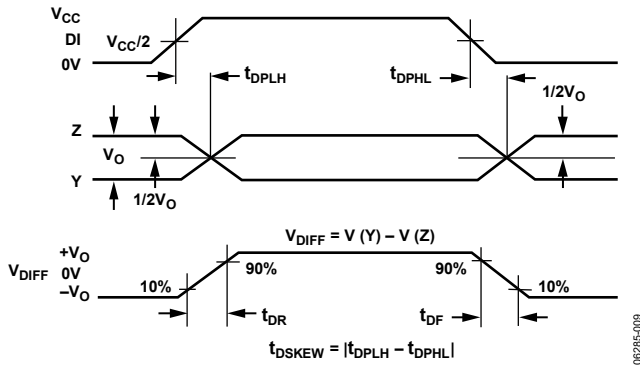 VCC
DI
VCC/2
0V
tDPLH
tDPHL
1/2VO
Z
VO
Y
1/2VO
VDIFF = V (Y) – V (Z)
+VO
VDIFF
0V
–VO
10%
90%
90%
10%
tDR
tDF
tDSKEW = |tDPLH – tDPHL|
06285-009